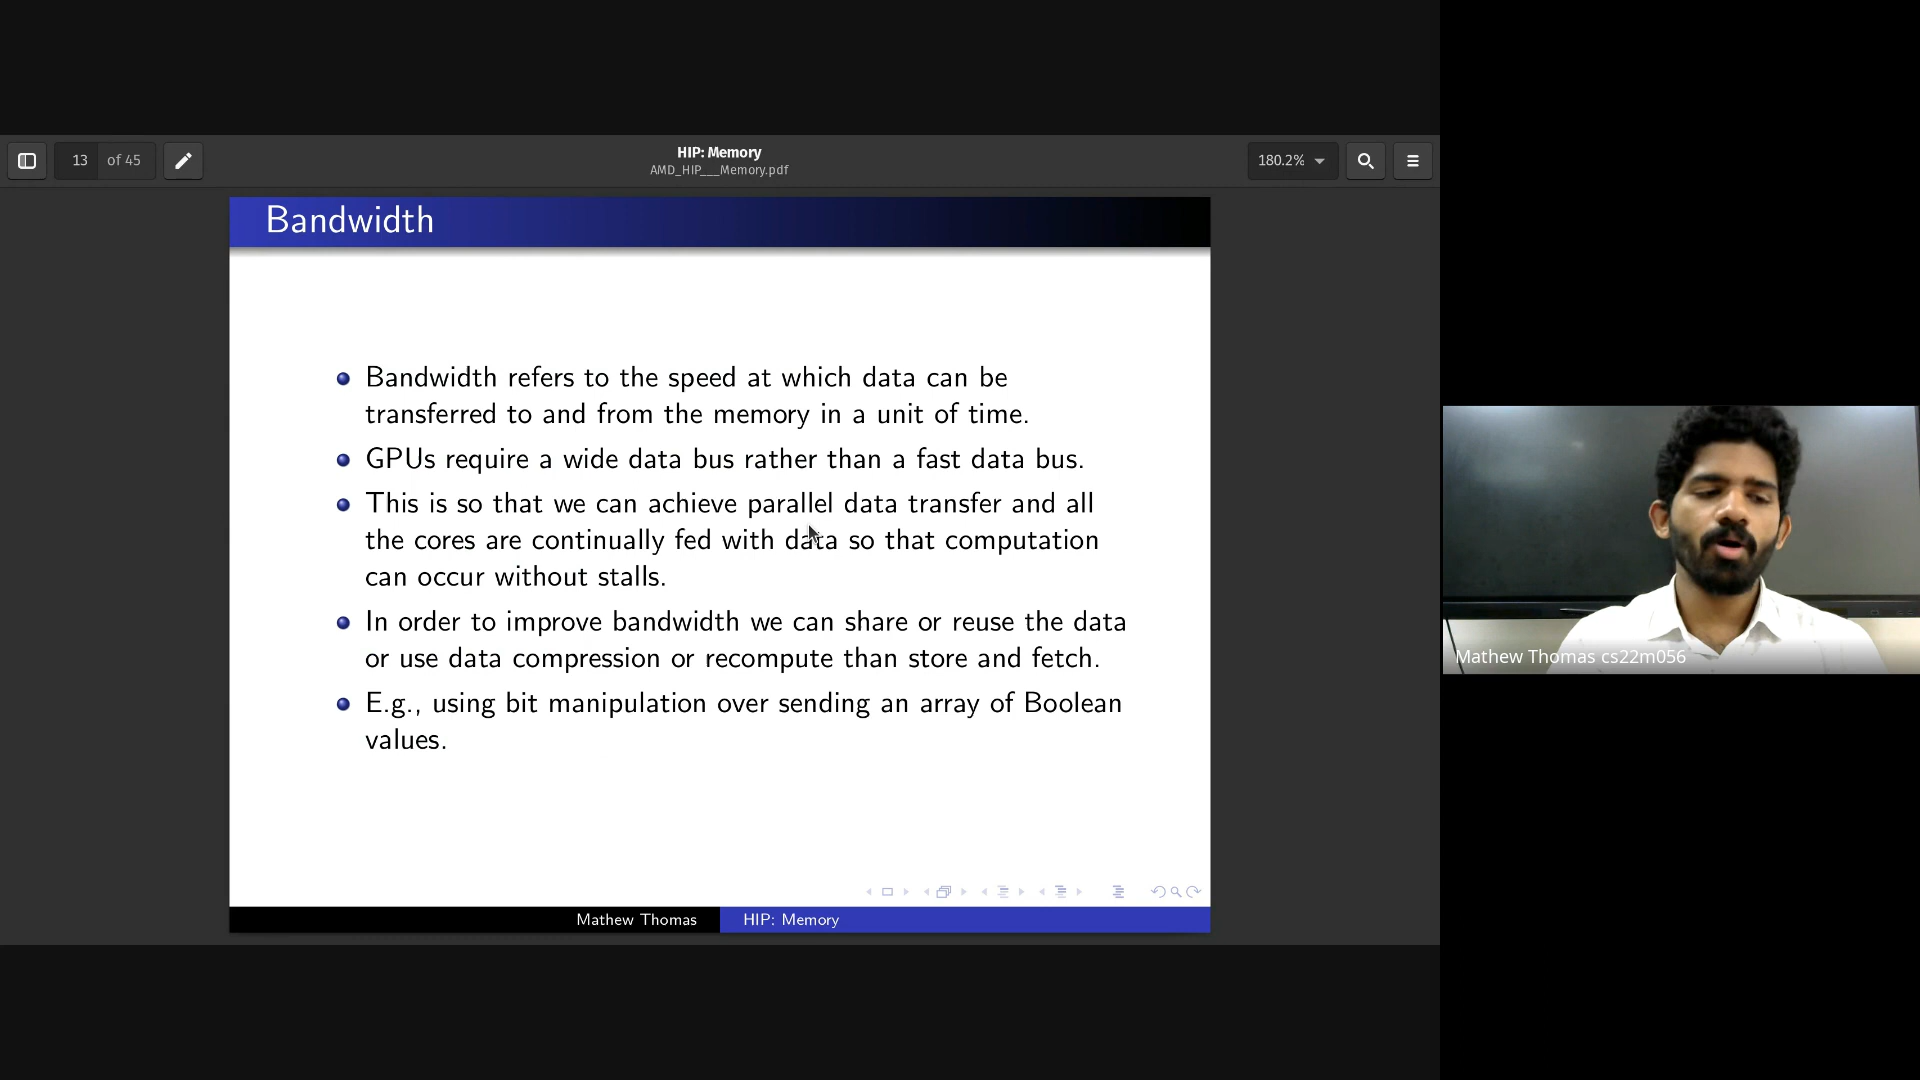 13 of 45
HIP: Memory
AMD_HIP___Memory.pdf
180.2%
Bandwidth
Bandwidth refers to the speed at which data can be
transferred to and from the memory in a unit of time.
GPUs require a wide data bus rather than a fast data bus.
This is so that we can achieve parallel data transfer and all
the cores are continually fed with data so that computation
can occur without stalls.
In order to improve bandwidth we can share or reuse the data
or use data compression or recompute than store and fetch.
E.g., using bit manipulation over sending an array of Boolean
values.
Mathew Thomas
HIP: Memory
Mathew Thomas cs22m056